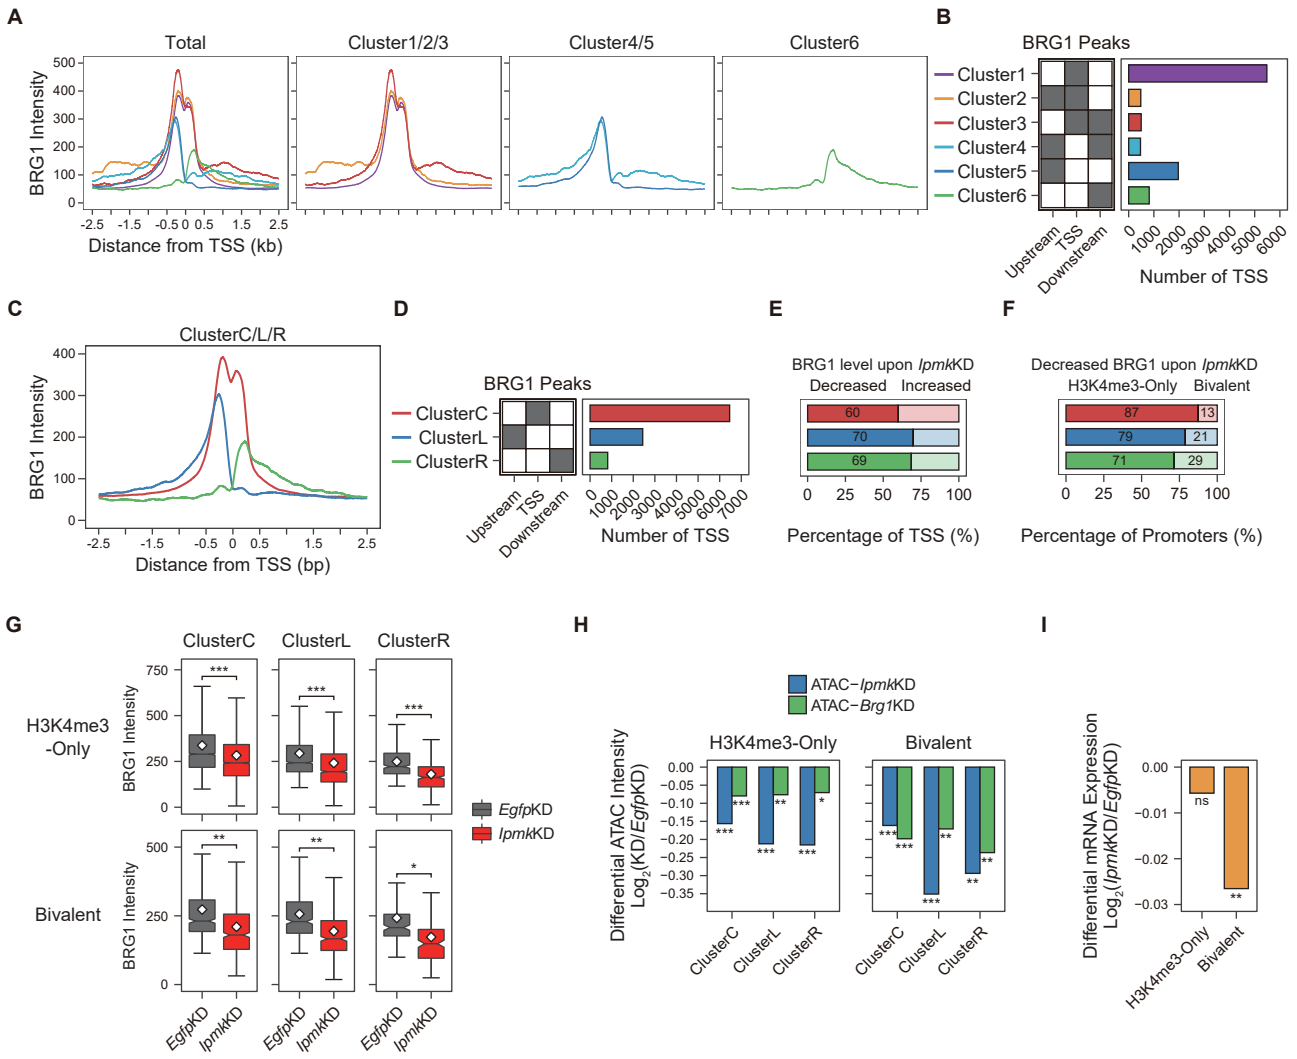 A
Total
Cluster1/2/3
Cluster4/5
Cluster6
BRG1 Intensity
500
400
300
200
100
0
-2.5 -1.5 -0.5 0 0.5 1.5 2.5
Distance from TSS (kb)
B
BRG1 Peaks
Cluster1
Cluster2
Cluster3
Cluster4
Cluster5
Cluster6
Upstream
TSS
Downstream
0 1000 2000 3000 4000 5000 6000
Number of TSS
C
ClusterC/L/R
BRG1 Intensity
400
300
200
100
0
-2.5 -1.5 -0.5 0 0.5 1.5 2.5
Distance from TSS (bp)
D
BRG1 Peaks
ClusterC
ClusterL
ClusterR
Upstream
TSS
Downstream
0 1000 2000 3000 4000 5000 6000 7000
Number of TSS
E
BRG1 level upon IpmkKD
Decreased Increased
60
70
69
0 25 50 75 100
Percentage of TSS (%)
F
Decreased BRG1 upon IpmkKD
H3K4me3-Only Bivalent
87 13
79 21
71 29
0 25 50 75 100
Percentage of Promoters (%)
G
ClusterC ClusterL ClusterR
H3K4me3
-Only
BRG1 Intensity
750
500
250
0
*** *** ***
Bivalent
BRG1 Intensity
500
250
0
** ** *
EgfpKD
IpmkKD
EgfpKD IpmkKD EgfpKD IpmkKD EgfpKD IpmkKD
H
ATAC−IpmkKD
ATAC−Brg1KD
H3K4me3-Only Bivalent
Differential ATAC Intensity
Log2(KD/EgfpKD)
0.00
−0.05
−0.10
−0.15
−0.20
−0.25
−0.30
−0.35
*** *** *** ** *** *
*** *** *** ** ** **
ClusterC ClusterL ClusterR ClusterC ClusterL ClusterR
I
Differential mRNA Expression
Log2(IpmkKD/EgfpKD)
0.00
−0.01
−0.02
−0.03
ns
**
H3K4me3-Only
Bivalent